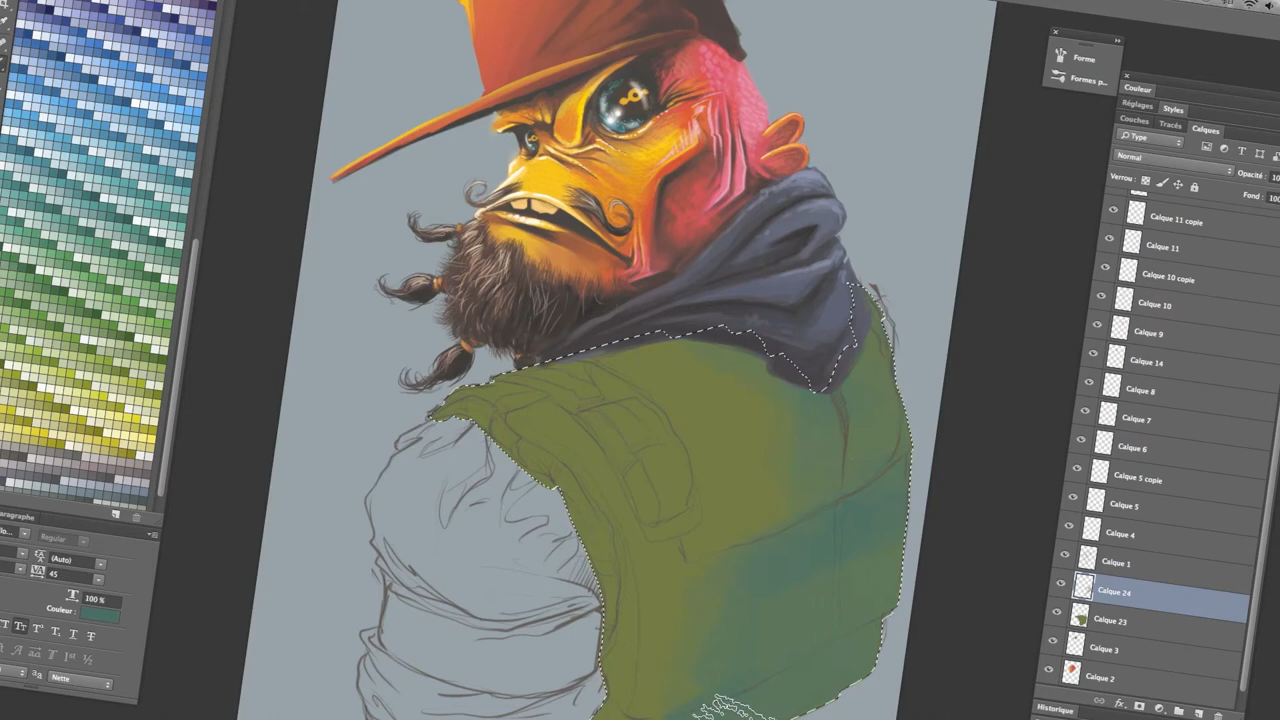 Forme
Formes p...
Couleur
Réglages Styles
Couches Tracés Calques
Type
Normal
Opacité : 10
Verrou :
Fond : 100
Calque 11 copie
Calque 11
Calque 10 copie
Calque 10
Calque 9
Calque 14
Calque 8
Calque 7
Calque 6
Calque 5 copie
Calque 5
Calque 4
Calque 1
Calque 24
Calque 23
Calque 3
Calque 2
Historique
aragraphe
Regular
(Auto)
45
100 %
Couleur :
Nette